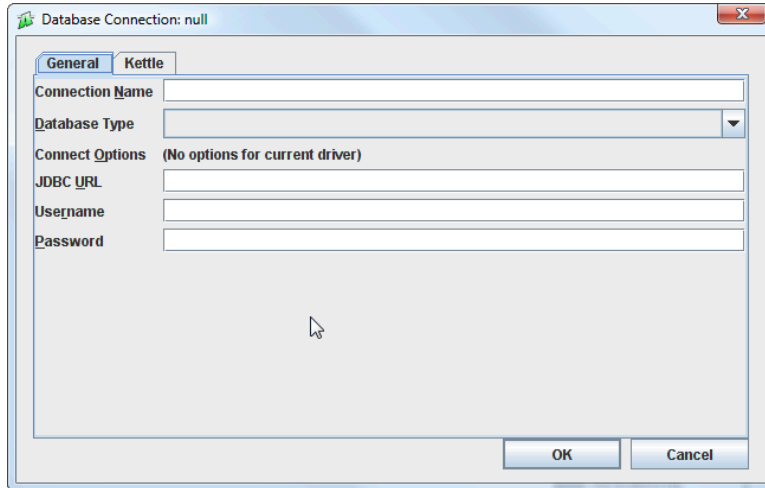 Database Connection: null
General Kettle
Connection Name
Database Type
Connect Options (No options for current driver)
JDBC URL
Username
Password
OK Cancel